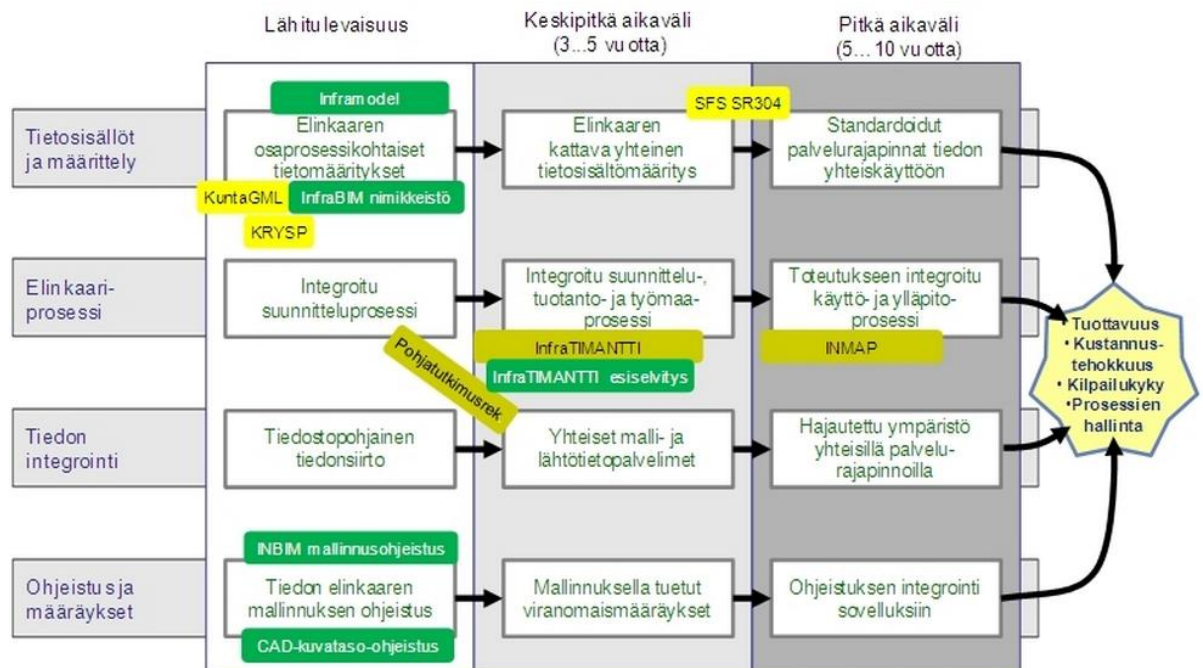 Lähitulevaisuus
Keskipitkä aikaväli
(3...5 vuotta)
Pitkä aikaväli
(5... 10 vuotta)
Tietosisällöt
ja määrittely
Inframodel
Elinkaaren
osaprosessikohtaiset
tietomääritykset
KuntaGML
InfraBIM nimikkeistö
KRYSP
Elinkaaren
kattava yhteinen
tietosisältömääritys
SFS SR304
Standardoidut
palvelurajapinnat tiedon
yhteiskäyttöön
Elinkaari-
prosessi
Integroitu
suunnitteluprosessi
Integroitu suunnittelu-,
tuotanto- ja työmaa-
prosessi
InfraTIMANTTI
InfraTIMANTTI esiselvitys
Toteutukseen integroitu
käyttö- ja ylläpito-
prosessi
INMAP
Pohjatutkimusrek
Tiedon
integrointi
Tiedostopohjainen
tiedonsiirto
Yhteiset malli- ja
lähtötietopalvelimet
Hajautettu ympäristö
yhteisillä palvelu-
rajapinnoilla
Ohjeistus ja
määräykset
INBIM mallinnusohjeistus
Tiedon elinkaaren
mallinnuksen ohjeistus
CAD-kuvataso-ohjeistus
Mallinnuksella tuetut
viranomaismääräykset
Ohjeistuksen integrointi
sovelluksiin
• Tuottavuus
• Kustannus-
tehokkuus
• Kilpailukyky
•Prosessien
hallinta